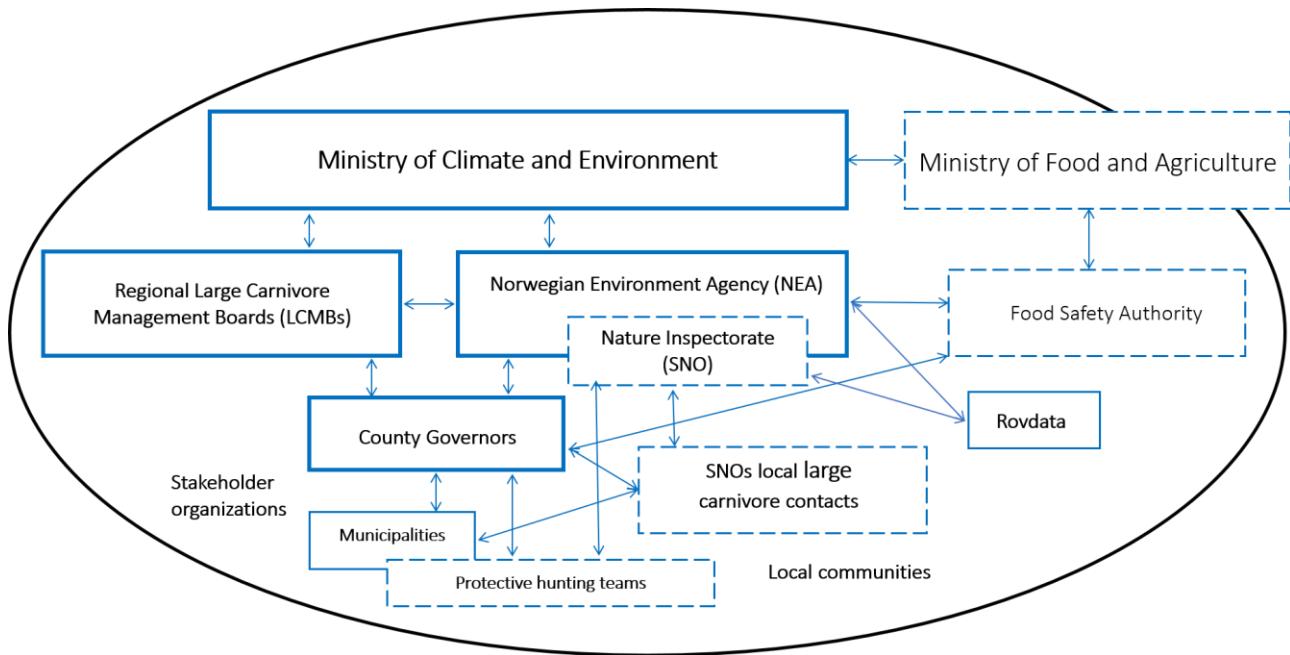 Ministry of Climate and Environment
Ministry of Food and Agriculture
Regional Large Carnivore
Management Boards (LCMBs)
Norwegian Environment Agency (NEA)
Nature Inspectorate
(SNO)
Food Safety Authority
County Governors
Rovdata
SNOs local large
carnivore contacts
Stakeholder
organizations
Municipalities
Protective hunting teams
Local communities